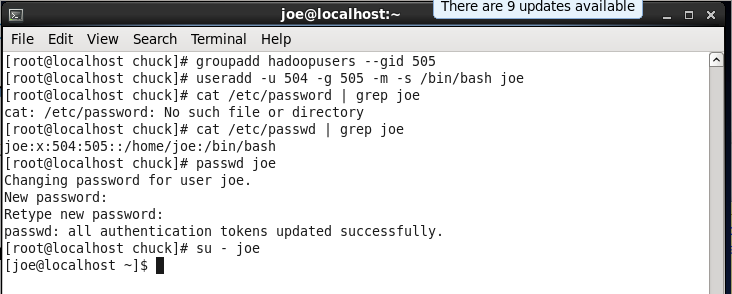 There are 9 updates available
joe@localhost:~
File Edit View Search Terminal Help
[root@localhost chuck]# groupadd hadoopusers --gid 505
[root@localhost chuck]# useradd -u 504 -g 505 -m -s /bin/bash joe
[root@localhost chuck]# cat /etc/password | grep joe
cat: /etc/password: No such file or directory
[root@localhost chuck]# cat /etc/passwd | grep joe
joe:x:504:505::/home/joe:/bin/bash
[root@localhost chuck]# passwd joe
Changing password for user joe.
New password:
Retype new password:
passwd: all authentication tokens updated successfully.
[root@localhost chuck]# su - joe
[joe@localhost ~]$